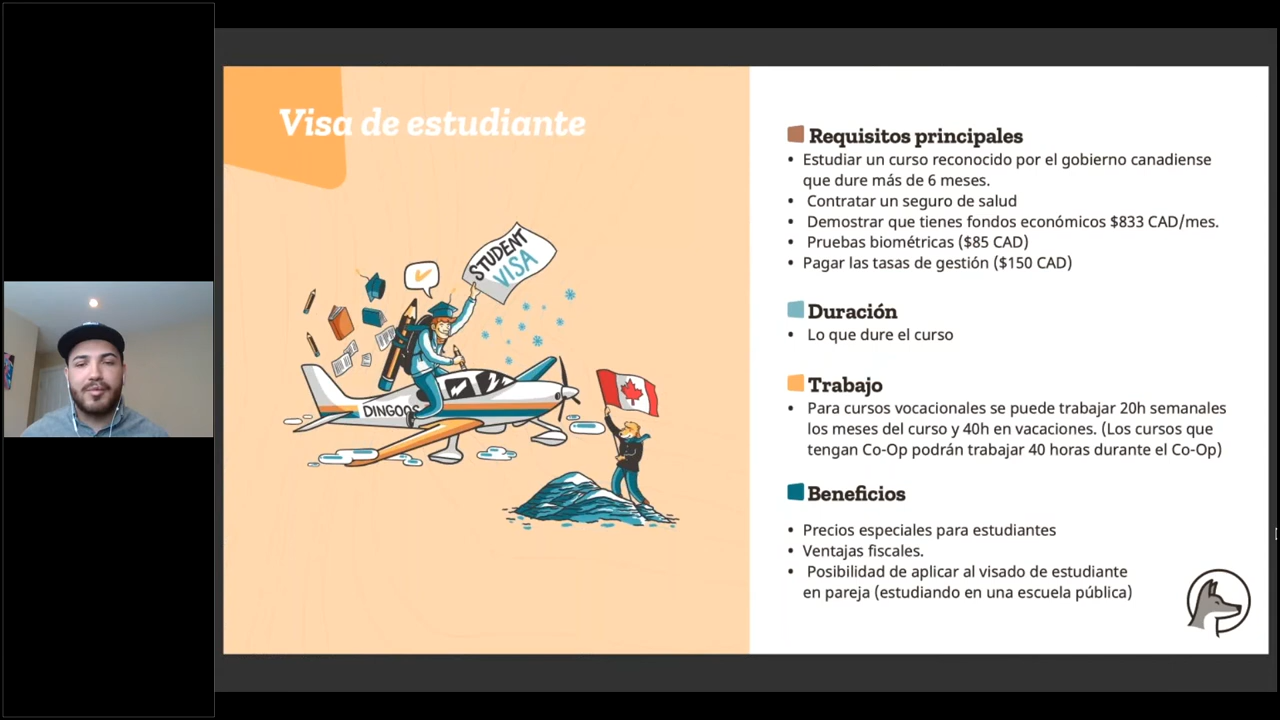 Visa de estudiante
STUDENT
VISA
DINGOOS
Requisitos principales
• Estudiar un curso reconocido por el gobierno canadiense
que dure más de 6 meses.
• Contratar un seguro de salud
• Demostrar que tienes fondos económicos $833 CAD/mes.
• Pruebas biométricas ($85 CAD)
• Pagar las tasas de gestión ($150 CAD)
Duración
• Lo que dure el curso
Trabajo
• Para cursos vocacionales se puede trabajar 20h semanales
los meses del curso y 40h en vacaciones. (Los cursos que
tengan Co-Op podrán trabajar 40 horas durante el Co-Op)
Beneficios
• Precios especiales para estudiantes
• Ventajas fiscales.
• Posibilidad de aplicar al visado de estudiante
en pareja (estudiando en una escuela pública)